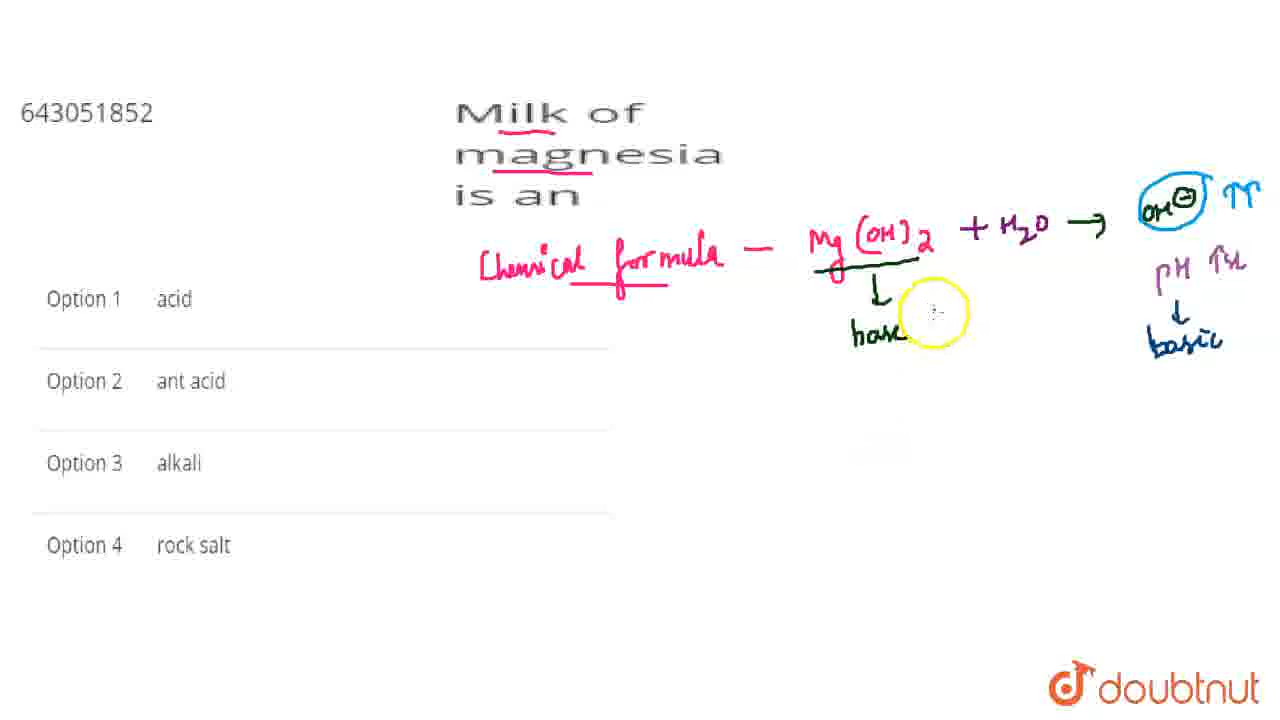 643051852
Milk of
magnesia
is an
Chemical formula — Mg(OH)2 + H2O → OH⊖ ↑↑
↓
base
pH ↑se
↓
basic
Option 1 acid
Option 2 ant acid
Option 3 alkali
Option 4 rock salt
doubtnut